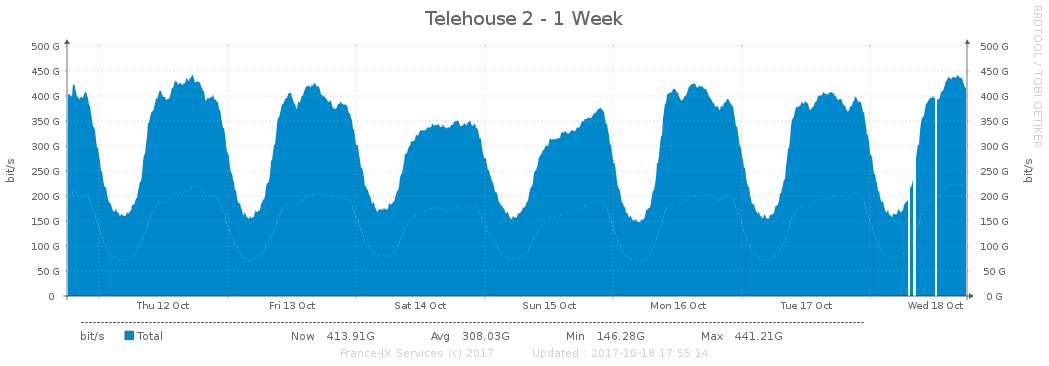 Telehouse 2 - 1 Week
RRDTOOL / TOBI OETIKER
500 G 500 G
450 G 450 G
400 G 400 G
350 G 350 G
300 G 300 G
250 G 250 G
200 G 200 G
150 G 150 G
100 G 100 G
50 G 50 G
0 0 G
bit/s bit/s
Thu 12 Oct Fri 13 Oct Sat 14 Oct Sun 15 Oct Mon 16 Oct Tue 17 Oct Wed 18 Oct
bit/s Total Now 413.91G Avg 308.03G Min 146.28G Max 441.21G
France-IX Services (c) 2017 Updated : 2017-10-18 17:55:14